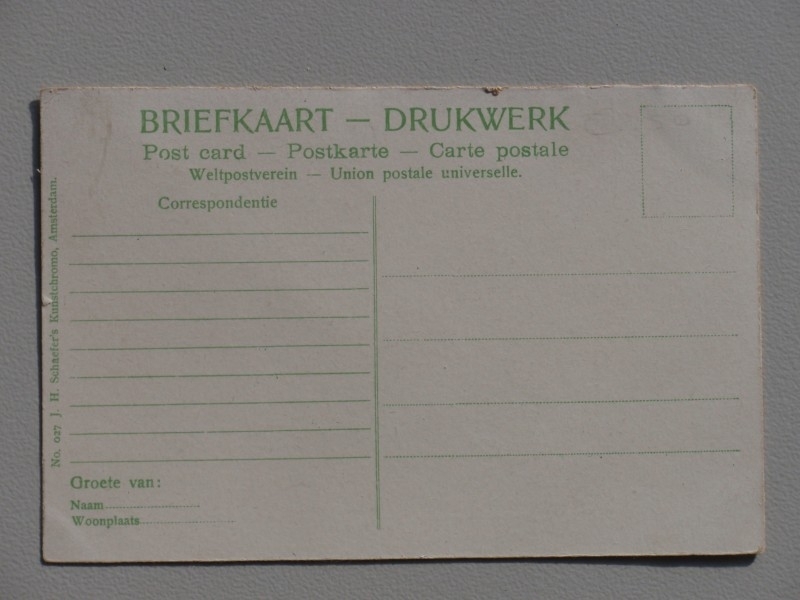 BRIEFKAART — DRUKWERK
Post card — Postkarte — Carte postale
Weltpostverein — Union postale universelle.
Correspondentie
Groete van:
Naam
Woonplaats
No. 027 J. H. Schaefer's Kunstchromo, Amsterdam.